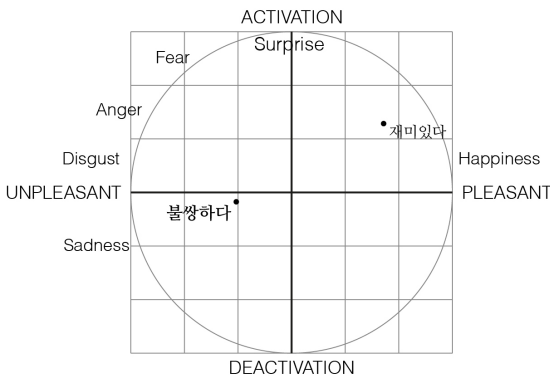 ACTIVATION
Surprise
Fear
Anger
재미있다
Disgust
Happiness
UNPLEASANT
PLEASANT
불쌍하다
Sadness
DEACTIVATION